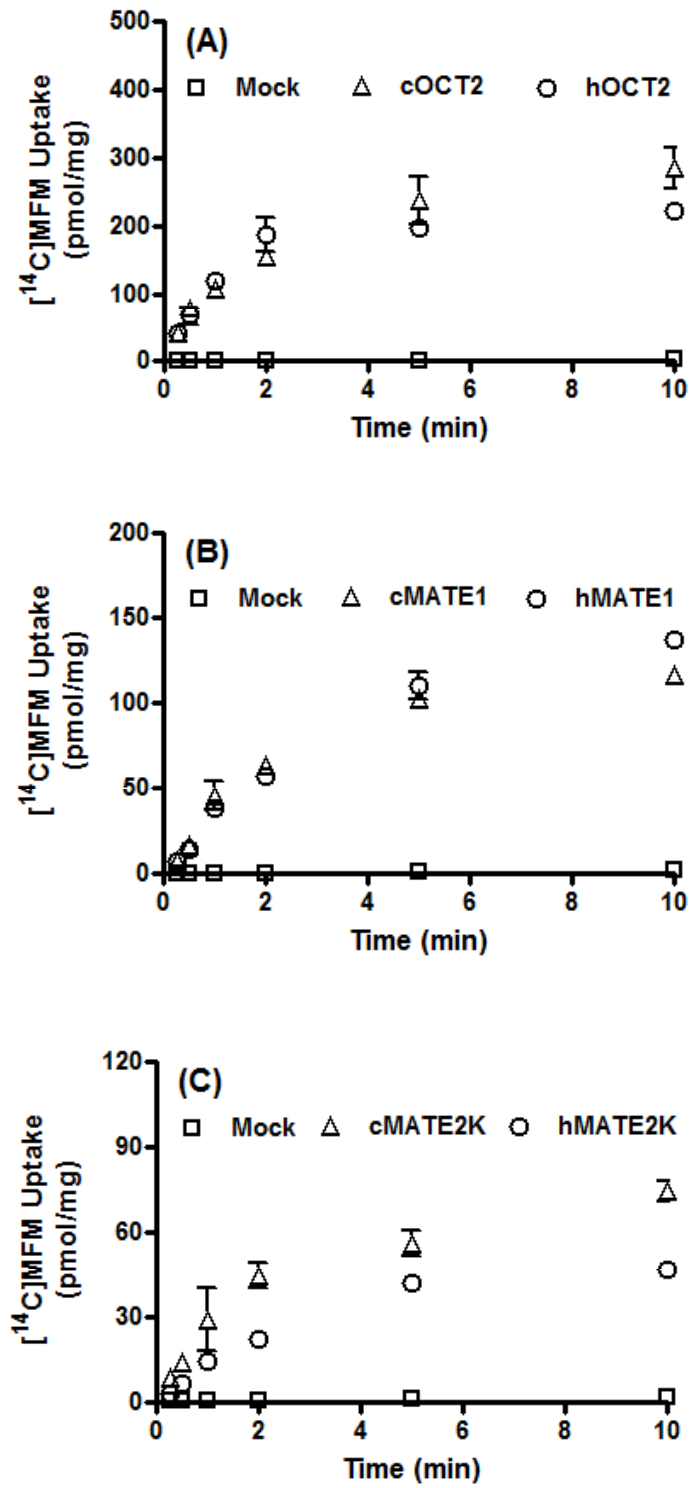 (A)
Mock cOCT2 hOCT2
500
400
300
200
100
0
[¹⁴C]MFM Uptake
(pmol/mg)
0 2 4 6 8 10
Time (min)
(B)
Mock cMATE1 hMATE1
200
150
100
50
0
[¹⁴C]MFM Uptake
(pmol/mg)
0 2 4 6 8 10
Time (min)
(C)
Mock cMATE2K hMATE2K
120
90
60
30
0
[¹⁴C]MFM Uptake
(pmol/mg)
0 2 4 6 8 10
Time (min)